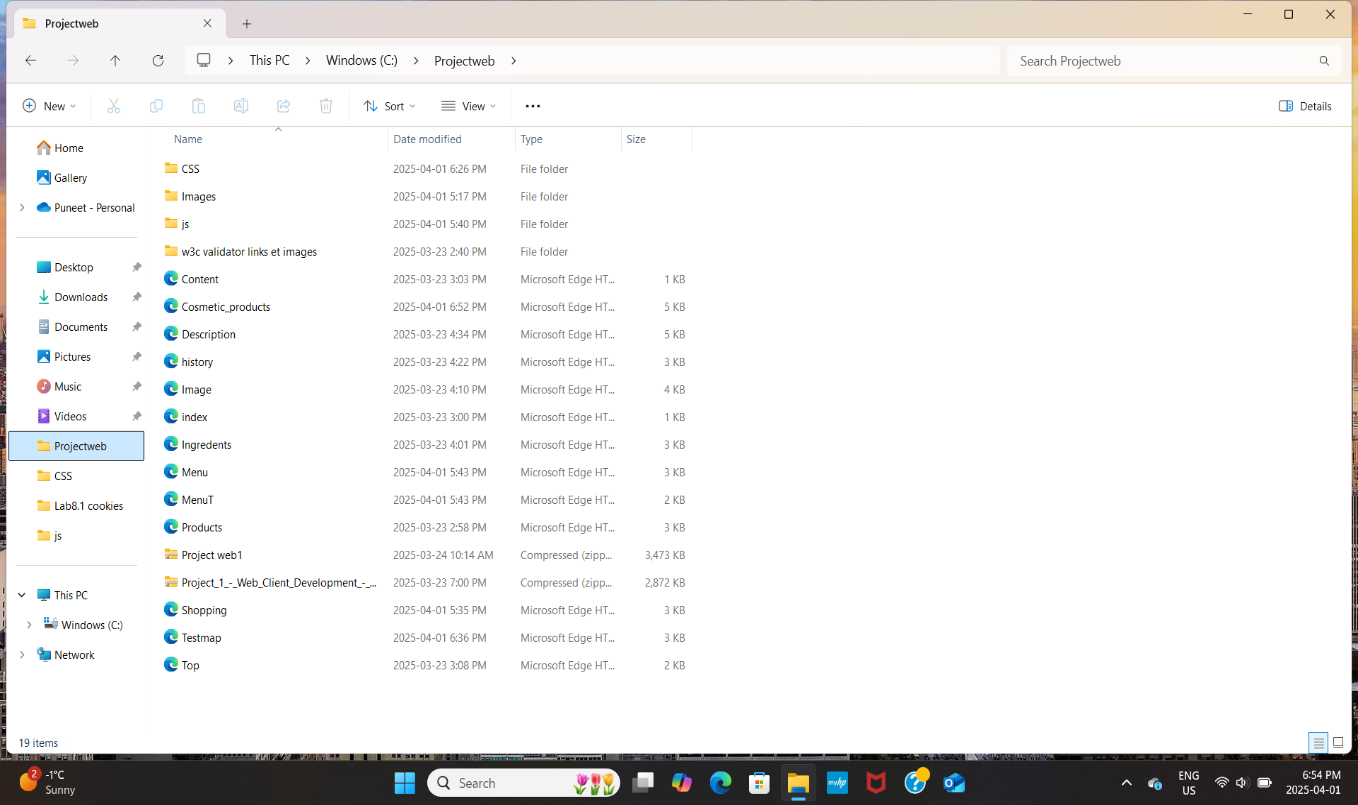 Projectweb
This PC > Windows (C:) > Projectweb >
Search Projectweb
New Sort View ... Details
Name Date modified Type Size
Home
Gallery
Puneet - Personal
Desktop
Downloads
Documents
Pictures
Music
Videos
Projectweb
CSS
Lab8.1 cookies
js
This PC
Windows (C:)
Network
CSS 2025-04-01 6:26 PM File folder
Images 2025-04-01 5:17 PM File folder
js 2025-04-01 5:40 PM File folder
w3c validator links et images 2025-03-23 2:40 PM File folder
Content 2025-03-23 3:03 PM Microsoft Edge HT... 1 KB
Cosmetic_products 2025-04-01 6:52 PM Microsoft Edge HT... 5 KB
Description 2025-03-23 4:34 PM Microsoft Edge HT... 5 KB
history 2025-03-23 4:22 PM Microsoft Edge HT... 3 KB
Image 2025-03-23 4:10 PM Microsoft Edge HT... 4 KB
index 2025-03-23 3:00 PM Microsoft Edge HT... 1 KB
Ingredents 2025-03-23 4:01 PM Microsoft Edge HT... 3 KB
Menu 2025-04-01 5:43 PM Microsoft Edge HT... 3 KB
MenuT 2025-04-01 5:43 PM Microsoft Edge HT... 2 KB
Products 2025-03-23 2:58 PM Microsoft Edge HT... 3 KB
Project web1 2025-03-24 10:14 AM Compressed (zipp... 3,473 KB
Project_1_-_Web_Client_Development_-_... 2025-03-23 7:00 PM Compressed (zipp... 2,872 KB
Shopping 2025-04-01 5:35 PM Microsoft Edge HT... 3 KB
Testmap 2025-04-01 6:36 PM Microsoft Edge HT... 3 KB
Top 2025-03-23 3:08 PM Microsoft Edge HT... 2 KB
19 items
2
-1°C
Sunny
Search
myhp
ENG
US
6:54 PM
2025-04-01